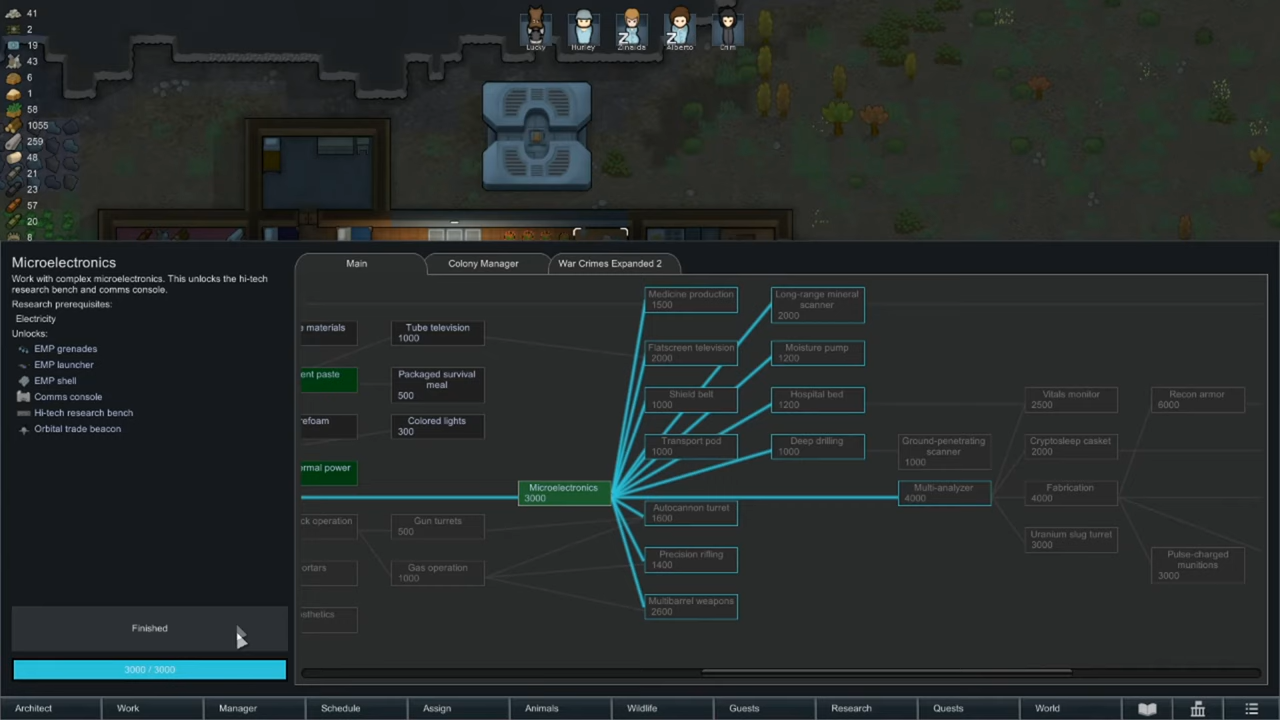 41
2
19
43
6
1
58
1055
259
48
21
23
57
20
8
Lucky
Hurley
Zinaida
Alberto
Crim
Z
Z
Microelectronics
Work with complex microelectronics. This unlocks the hi-tech
research bench and comms console.
Research prerequisites:
Electricity
Unlocks:
EMP grenades
EMP launcher
EMP shell
Comms console
Hi-tech research bench
Orbital trade beacon
Finished
3000 / 3000
Main
Colony Manager
War Crimes Expanded 2
e materials
ent paste
refoam
rmal power
ck operation
ortars
sthetics
Tube television
1000
Packaged survival
meal
500
Colored lights
300
Gun turrets
500
Gas operation
1000
Microelectronics
3000
Medicine production
1500
Flatscreen television
2000
Shield belt
1000
Transport pod
1000
Autocannon turret
1600
Precision rifling
1400
Multibarrel weapons
2600
Long-range mineral
scanner
2000
Moisture pump
1200
Hospital bed
1200
Deep drilling
1000
Ground-penetrating
scanner
1000
Multi-analyzer
4000
Vitals monitor
2500
Cryptosleep casket
2000
Fabrication
4000
Uranium slug turret
3000
Recon armor
6000
Pulse-charged
munitions
3000
Architect
Work
Manager
Schedule
Assign
Animals
Wildlife
Guests
Research
Quests
World